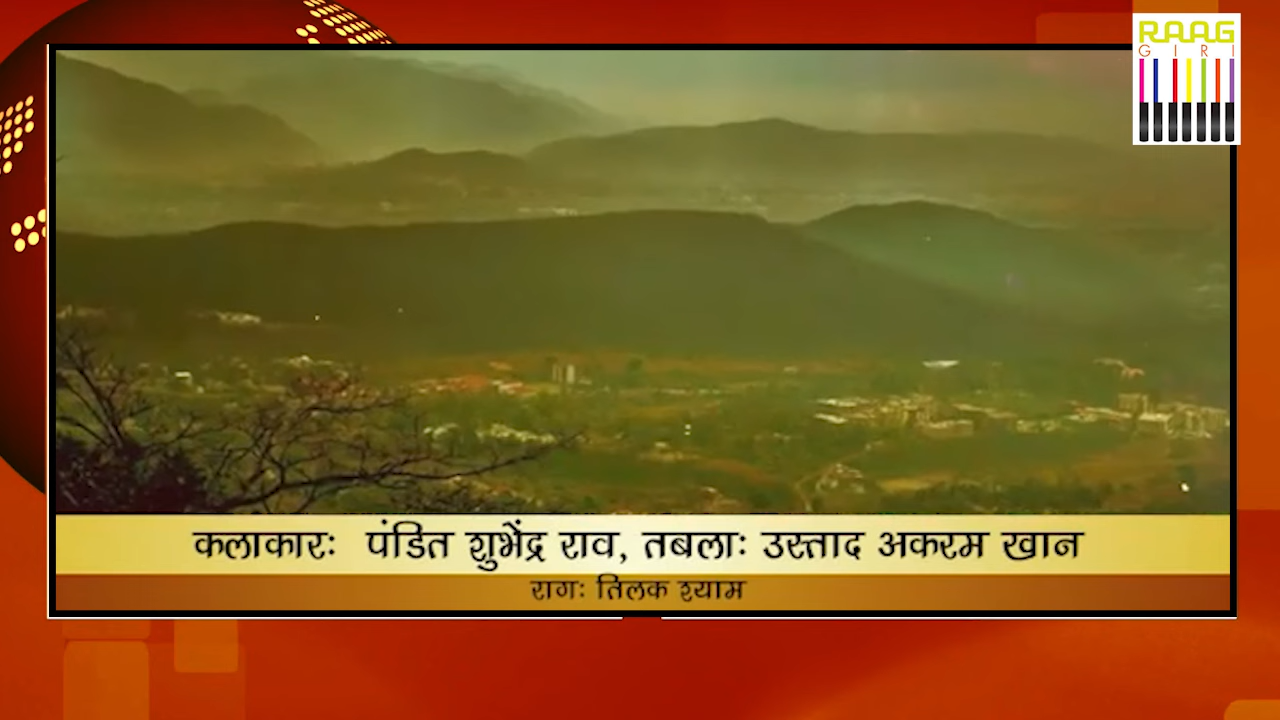 RAAG
GIRI
कलाकारः पंडित शुभेंद्र राव, तबलाः उस्ताद अकरम खान
रागः तिलक श्याम